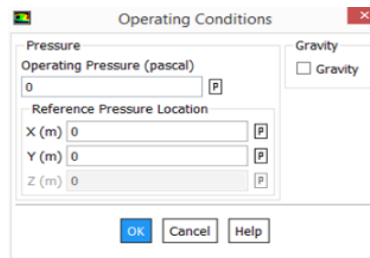 Operating Conditions
Pressure
Operating Pressure (pascal)
0 P
Reference Pressure Location
X (m) 0 P
Y (m) 0 P
Z (m) 0 P
Gravity
Gravity
OK Cancel Help